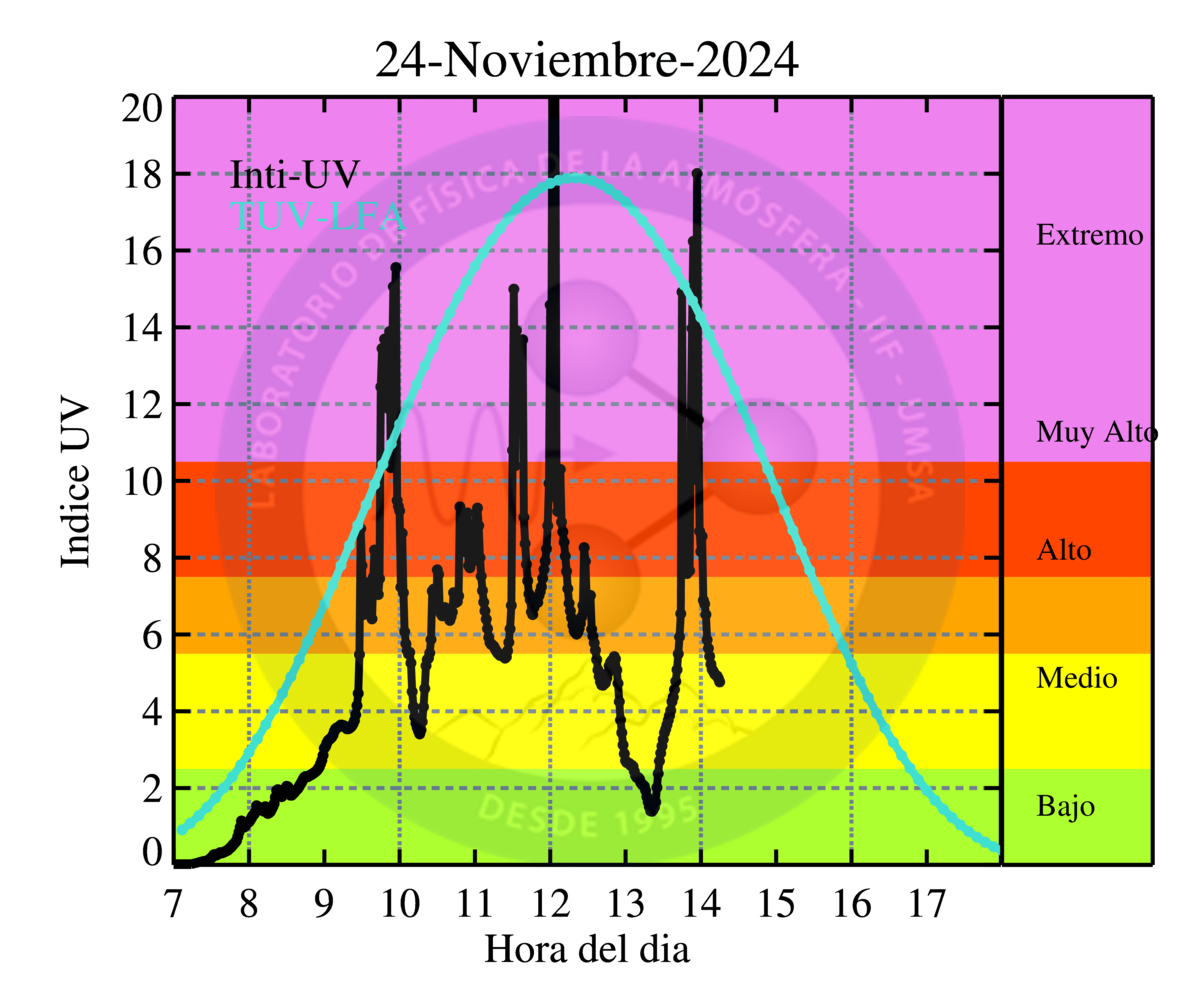 24-Noviembre-2024
20
18
16
14
12
10
8
6
4
2
0
Indice UV
Inti-UV
TUV-LFA
LABORATORIO DE FÍSICA DE LA ATMÓSFERA - IIF - UMSA
DESDE 1995
Extremo
Muy Alto
Alto
Medio
Bajo
7 8 9 10 11 12 13 14 15 16 17
Hora del dia